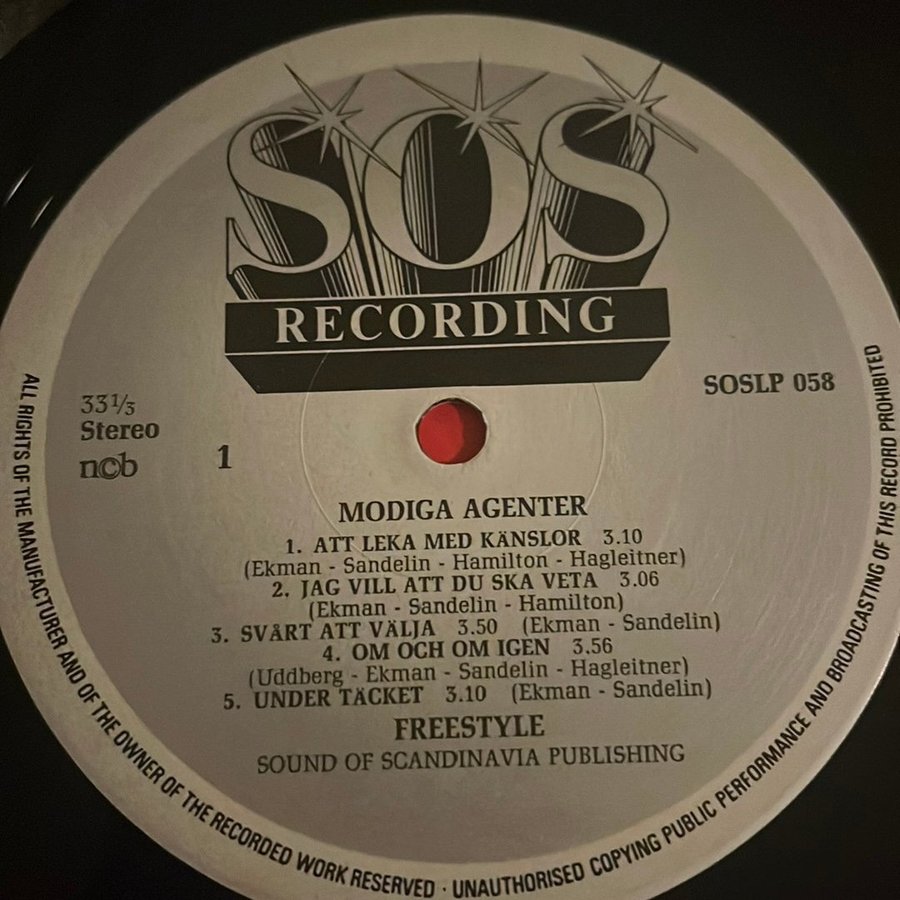 SOS
RECORDING
SOSLP 058
33 1/3
Stereo
ncb
1
MODIGA AGENTER
1. ATT LEKA MED KÄNSLOR 3.10
(Ekman - Sandelin - Hamilton - Hagleitner)
2. JAG VILL ATT DU SKA VETA 3.06
(Ekman - Sandelin - Hamilton)
3. SVÅRT ATT VÄLJA 3.50 (Ekman - Sandelin)
4. OM OCH OM IGEN 3.56
(Uddberg - Ekman - Sandelin - Hagleitner)
5. UNDER TÄCKET 3.10 (Ekman - Sandelin)
FREESTYLE
SOUND OF SCANDINAVIA PUBLISHING
ALL RIGHTS OF THE MANUFACTURER AND OF THE OWNER OF THE RECORDED WORK RESERVED · UNAUTHORISED COPYING PUBLIC PERFORMANCE AND BROADCASTING OF THIS RECORD PROHIBITED